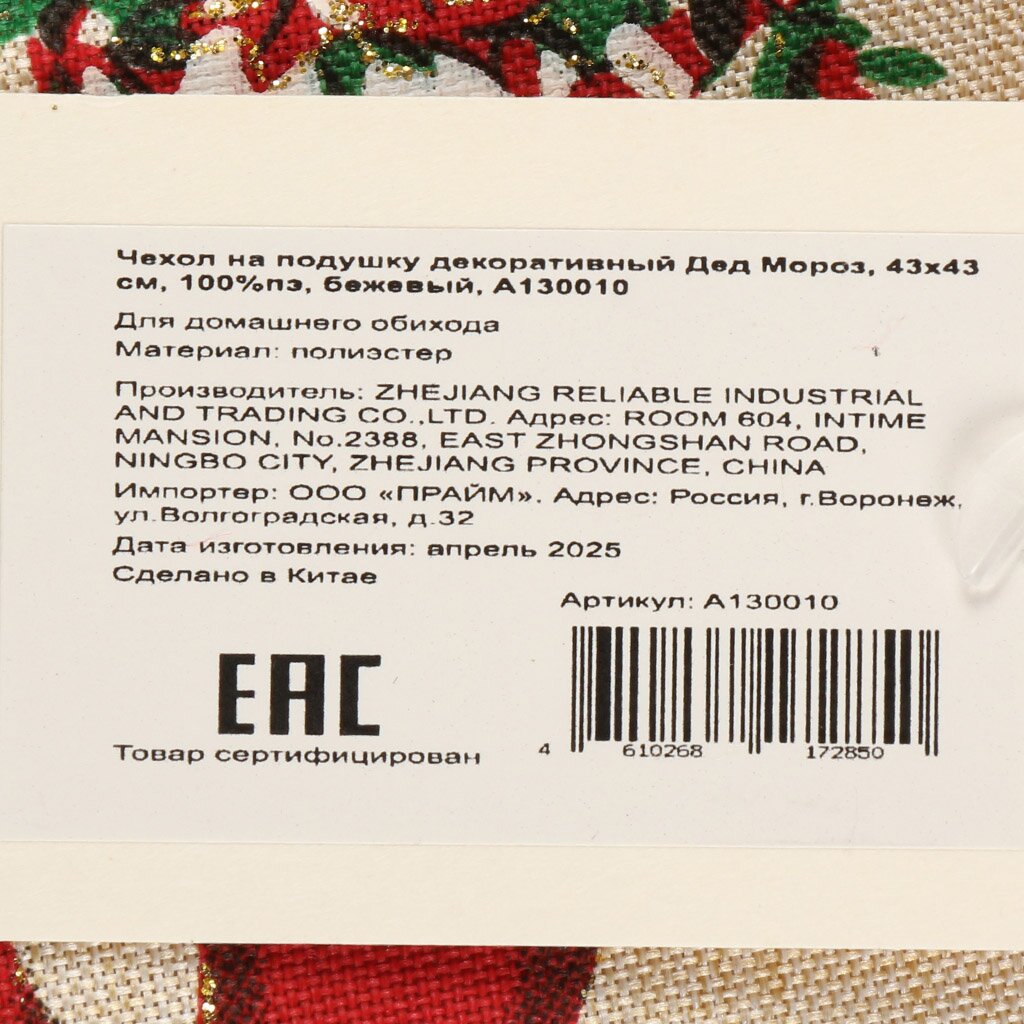 Чехол на подушку декоративный Дед Мороз, 43х43
см, 100%пэ, бежевый, А130010
Для домашнего обихода
Материал: полиэстер
Производитель: ZHEJIANG RELIABLE INDUSTRIAL
AND TRADING CO.,LTD. Адрес: ROOM 604, INTIME
MANSION, No.2388, EAST ZHONGSHAN ROAD,
NINGBO CITY, ZHEJIANG PROVINCE, CHINA
Импортер: ООО «ПРАЙМ». Адрес: Россия, г.Воронеж,
ул.Волгоградская, д.32
Дата изготовления: апрель 2025
Сделано в Китае
Артикул: А130010
EAC
Товар сертифицирован
4 610268 172850